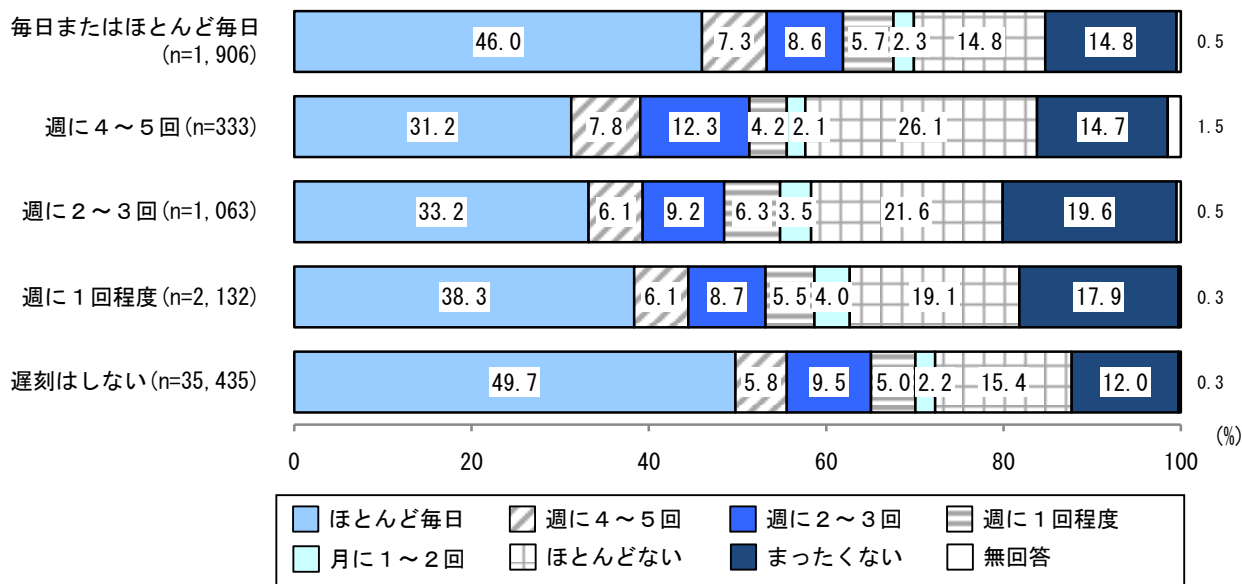 毎日またはほとんど毎日
(n=1,906)
46.0 7.3 8.6 5.7 2.3 14.8 14.8 0.5
週に４～５回(n=333)
31.2 7.8 12.3 4.2 2.1 26.1 14.7 1.5
週に２～３回(n=1,063)
33.2 6.1 9.2 6.3 3.5 21.6 19.6 0.5
週に１回程度(n=2,132)
38.3 6.1 8.7 5.5 4.0 19.1 17.9 0.3
遅刻はしない(n=35,435)
49.7 5.8 9.5 5.0 2.2 15.4 12.0 0.3
(%)
0 20 40 60 80 100
ほとんど毎日 週に４～５回 週に２～３回 週に１回程度
月に１～２回 ほとんどない まったくない 無回答